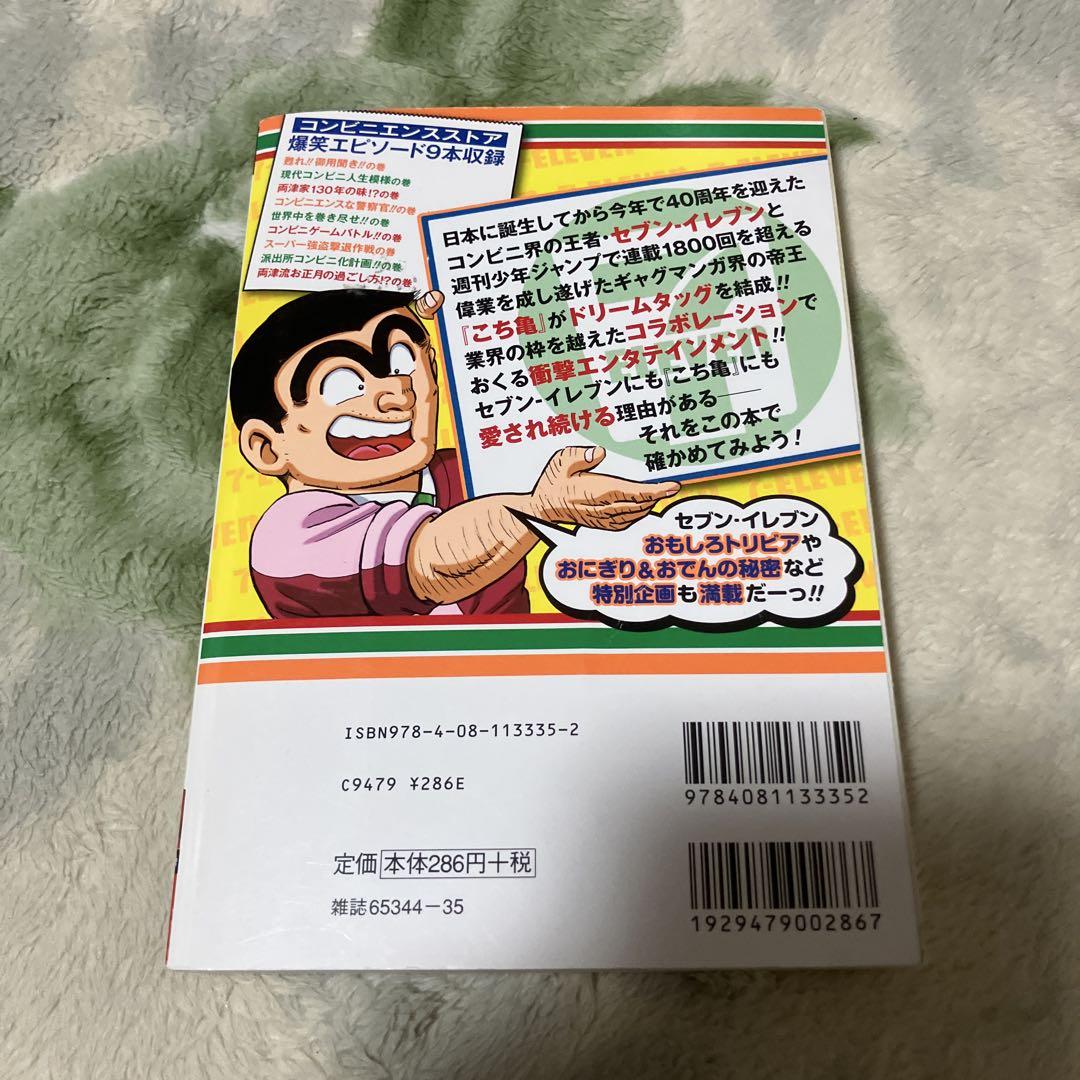 コンビニエンスストア
爆笑エピソード9本収録
甦れ!!御用聞き!!の巻
現代コンビニ人生模様の巻
両津家130年の味!?の巻
コンビニエンスな警察官!!の巻
世界中を巻き尽せ!!の巻
コンビニゲームバトル!!の巻
スーパー強盗撃退作戦の巻
派出所コンビニ化計画!!の巻
両津流お正月の過ごし方!?の巻
日本に誕生してから今年で40周年を迎えた
コンビニ界の王者・セブン-イレブンと
週刊少年ジャンプで連載1800回を超える
偉業を成し遂げたギャグマンガ界の帝王
『こち亀』がドリームタッグを結成!!
業界の枠を越えたコラボレーションで
おくる衝撃エンタテインメント!!
セブン-イレブンにも『こち亀』にも
愛され続ける理由がある──
それをこの本で
確かめてみよう!
セブン-イレブン
おもしろトリビアや
おにぎり&おでんの秘密など
特別企画も満載だーっ!!
ISBN978-4-08-113335-2
C9479 ¥286E
9784081133352
定価 本体286円+税
雑誌65344-35
1929479002867